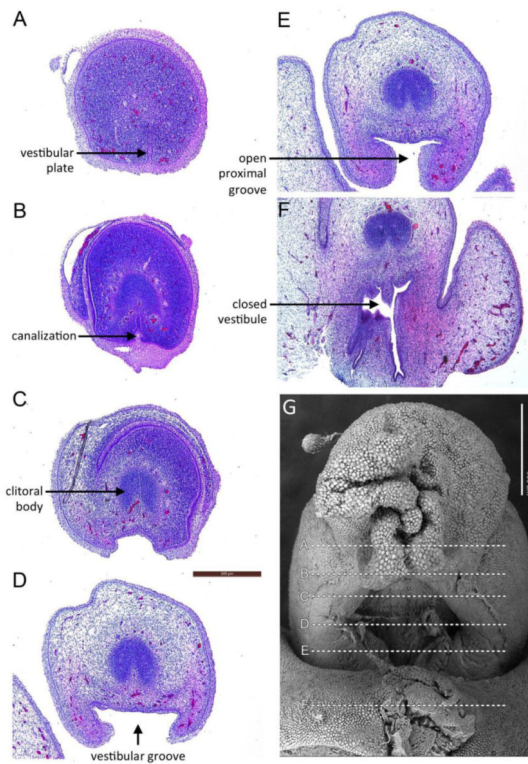 A
vestibular
plate
B
canalization
C
clitoral
body
D
vestibular groove
E
open
proximal
groove
F
closed
vestibule
G
B
C
D
E